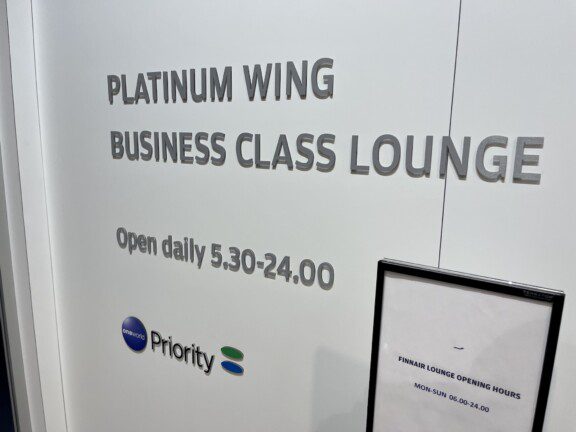 PLATINUM WING
BUSINESS CLASS LOUNGE
Open daily 5.30-24.00
oneworld Priority
FINNAIR LOUNGE OPENING HOURS
MON-SUN 06.00-24.00